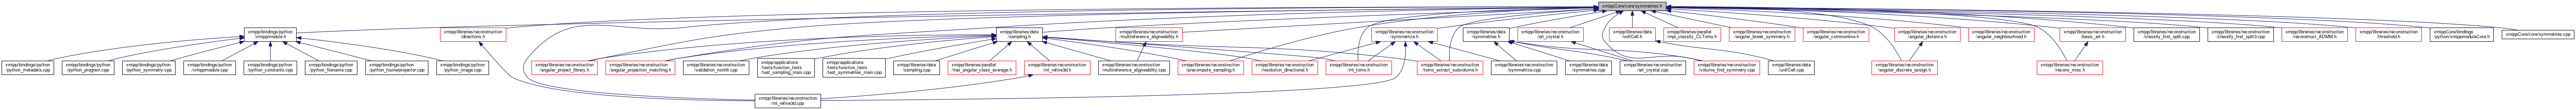 xmippCore/core/symmetries.h
xmipp/bindings/python
/xmippmodule.h
xmipp/libraries/reconstruction
/directions.h
xmipp/libraries/data
/sampling.h
xmipp/libraries/reconstruction
/multireference_aligneability.h
xmipp/libraries/reconstruction
/symmetrize.h
xmipp/libraries/data
/symmetries.h
xmipp/libraries/reconstruction
/art_crystal.h
xmipp/libraries/data
/unitCell.h
xmipp/libraries/parallel
/mpi_classify_CLTomo.h
xmipp/libraries/reconstruction
/angular_break_symmetry.h
xmipp/libraries/reconstruction
/angular_commonline.h
xmipp/libraries/reconstruction
/angular_distance.h
xmipp/libraries/reconstruction
/angular_neighbourhood.h
xmipp/libraries/reconstruction
/basic_art.h
xmipp/libraries/reconstruction
/classify_first_split.cpp
xmipp/libraries/reconstruction
/classify_first_split3.cpp
xmipp/libraries/reconstruction
/reconstruct_ADMM.h
xmipp/libraries/reconstruction
/threshold.h
xmippCore/bindings
/python/xmippmoduleCore.h
xmippCore/core/symmetries.cpp
xmipp/bindings/python
/python_metadata.cpp
xmipp/bindings/python
/python_program.cpp
xmipp/bindings/python
/python_symmetry.cpp
xmipp/bindings/python
/xmippmodule.cpp
xmipp/bindings/python
/python_constants.cpp
xmipp/bindings/python
/python_filename.cpp
xmipp/bindings/python
/python_fourierprojector.cpp
xmipp/bindings/python
/python_image.cpp
xmipp/libraries/reconstruction
/angular_project_library.h
xmipp/libraries/reconstruction
/angular_projection_matching.h
xmipp/libraries/reconstruction
/validation_nontilt.cpp
xmipp/applications
/tests/function_tests
/test_sampling_main.cpp
xmipp/applications
/tests/function_tests
/test_symmetries_main.cpp
xmipp/libraries/data
/sampling.cpp
xmipp/libraries/parallel
/mpi_angular_class_average.h
xmipp/libraries/reconstruction
/ml_refine3d.h
xmipp/libraries/reconstruction
/multireference_aligneability.cpp
xmipp/libraries/reconstruction
/precompute_sampling.h
xmipp/libraries/reconstruction
/resolution_directional.h
xmipp/libraries/reconstruction
/ml_tomo.h
xmipp/libraries/reconstruction
/tomo_extract_subvolume.h
xmipp/libraries/reconstruction
/symmetrize.cpp
xmipp/libraries/data
/symmetries.cpp
xmipp/libraries/reconstruction
/art_crystal.cpp
xmipp/libraries/reconstruction
/volume_find_symmetry.cpp
xmipp/libraries/data
/unitCell.cpp
xmipp/libraries/reconstruction
/angular_discrete_assign.h
xmipp/libraries/reconstruction
/recons_misc.h
xmipp/libraries/reconstruction
/ml_refine3d.cpp